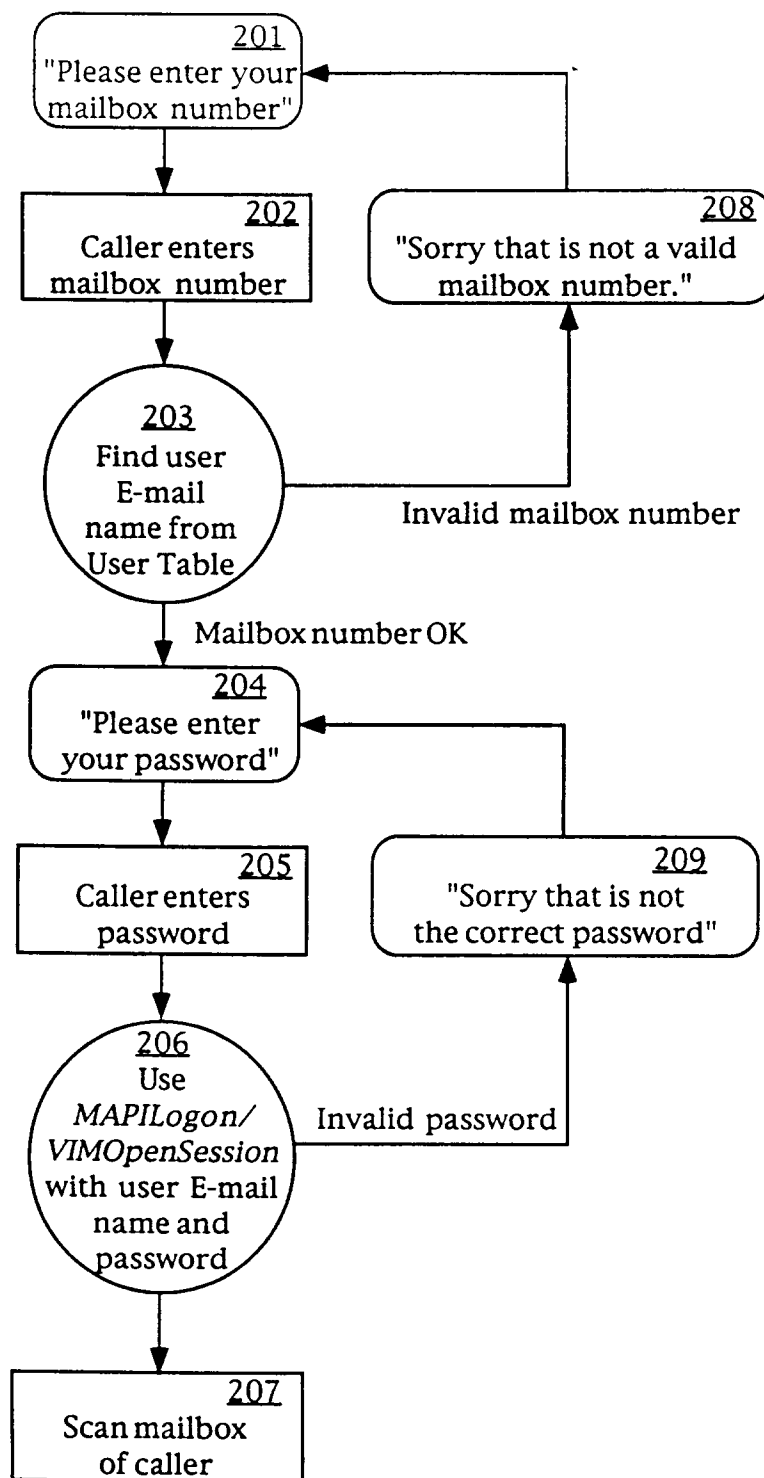 201
"Please enter your
mailbox number"
202
Caller enters
mailbox number
208
"Sorry that is not a vaild
mailbox number."
203
Find user
E-mail
name from
User Table
Invalid mailbox number
Mailbox number OK
204
"Please enter
your password"
205
Caller enters
password
209
"Sorry that is not
the correct password"
206
Use
MAPILogon/
VIMOpenSession
with user E-mail
name and
password
Invalid password
207
Scan mailbox
of caller